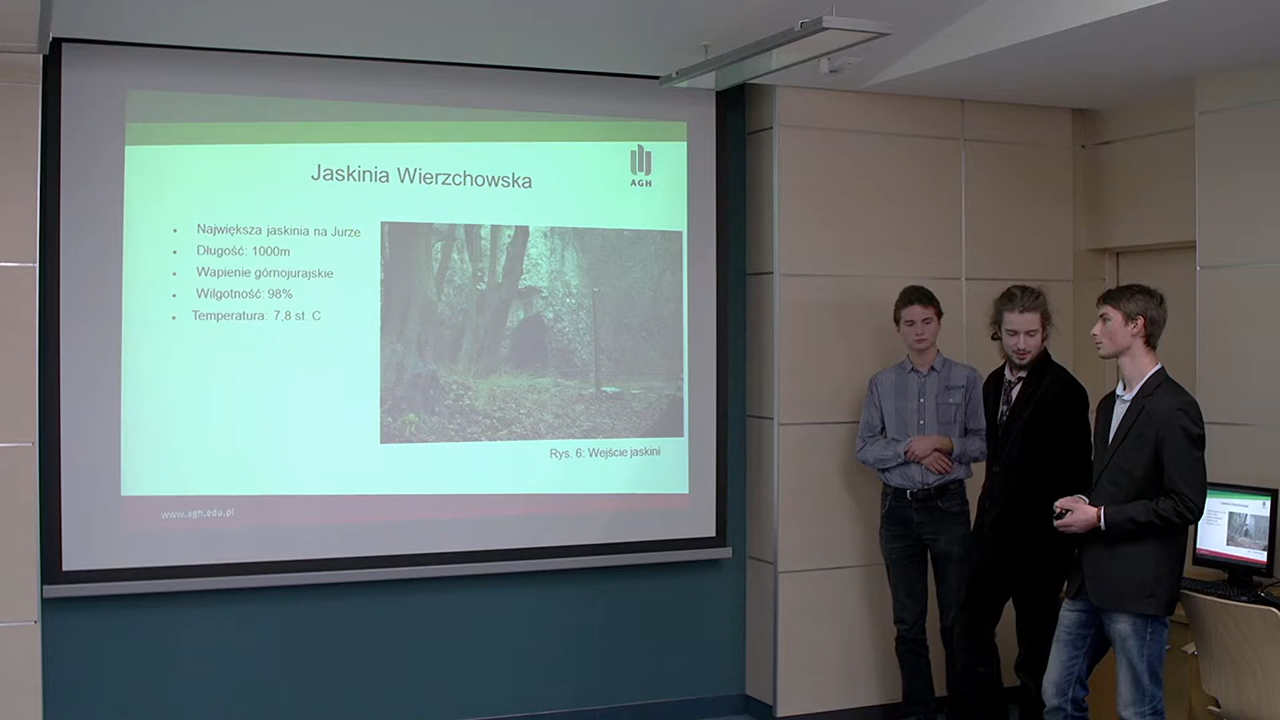 Jaskinia Wierzchowska
AGH
• Największa jaskinia na Jurze
• Długość: 1000m
• Wapienie górnojurajskie
• Wilgotność: 98%
• Temperatura: 7,8 st. C
Rys. 6: Wejście jaskini
www.agh.edu.pl